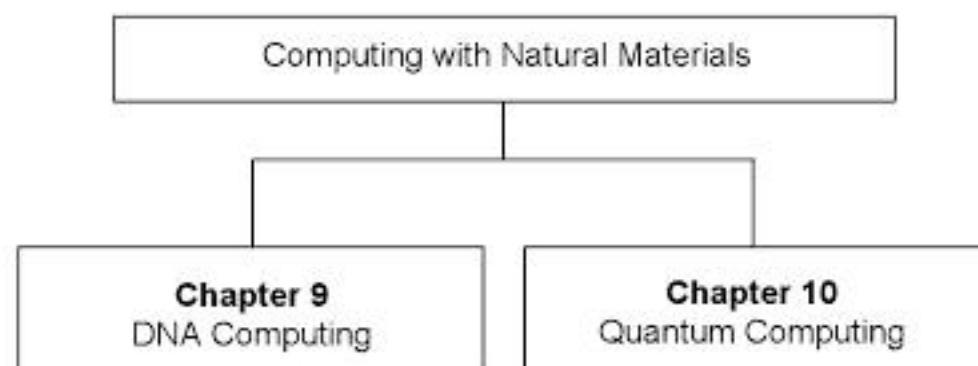 Computing with Natural Materials
Chapter 9
DNA Computing
Chapter 10
Quantum Computing